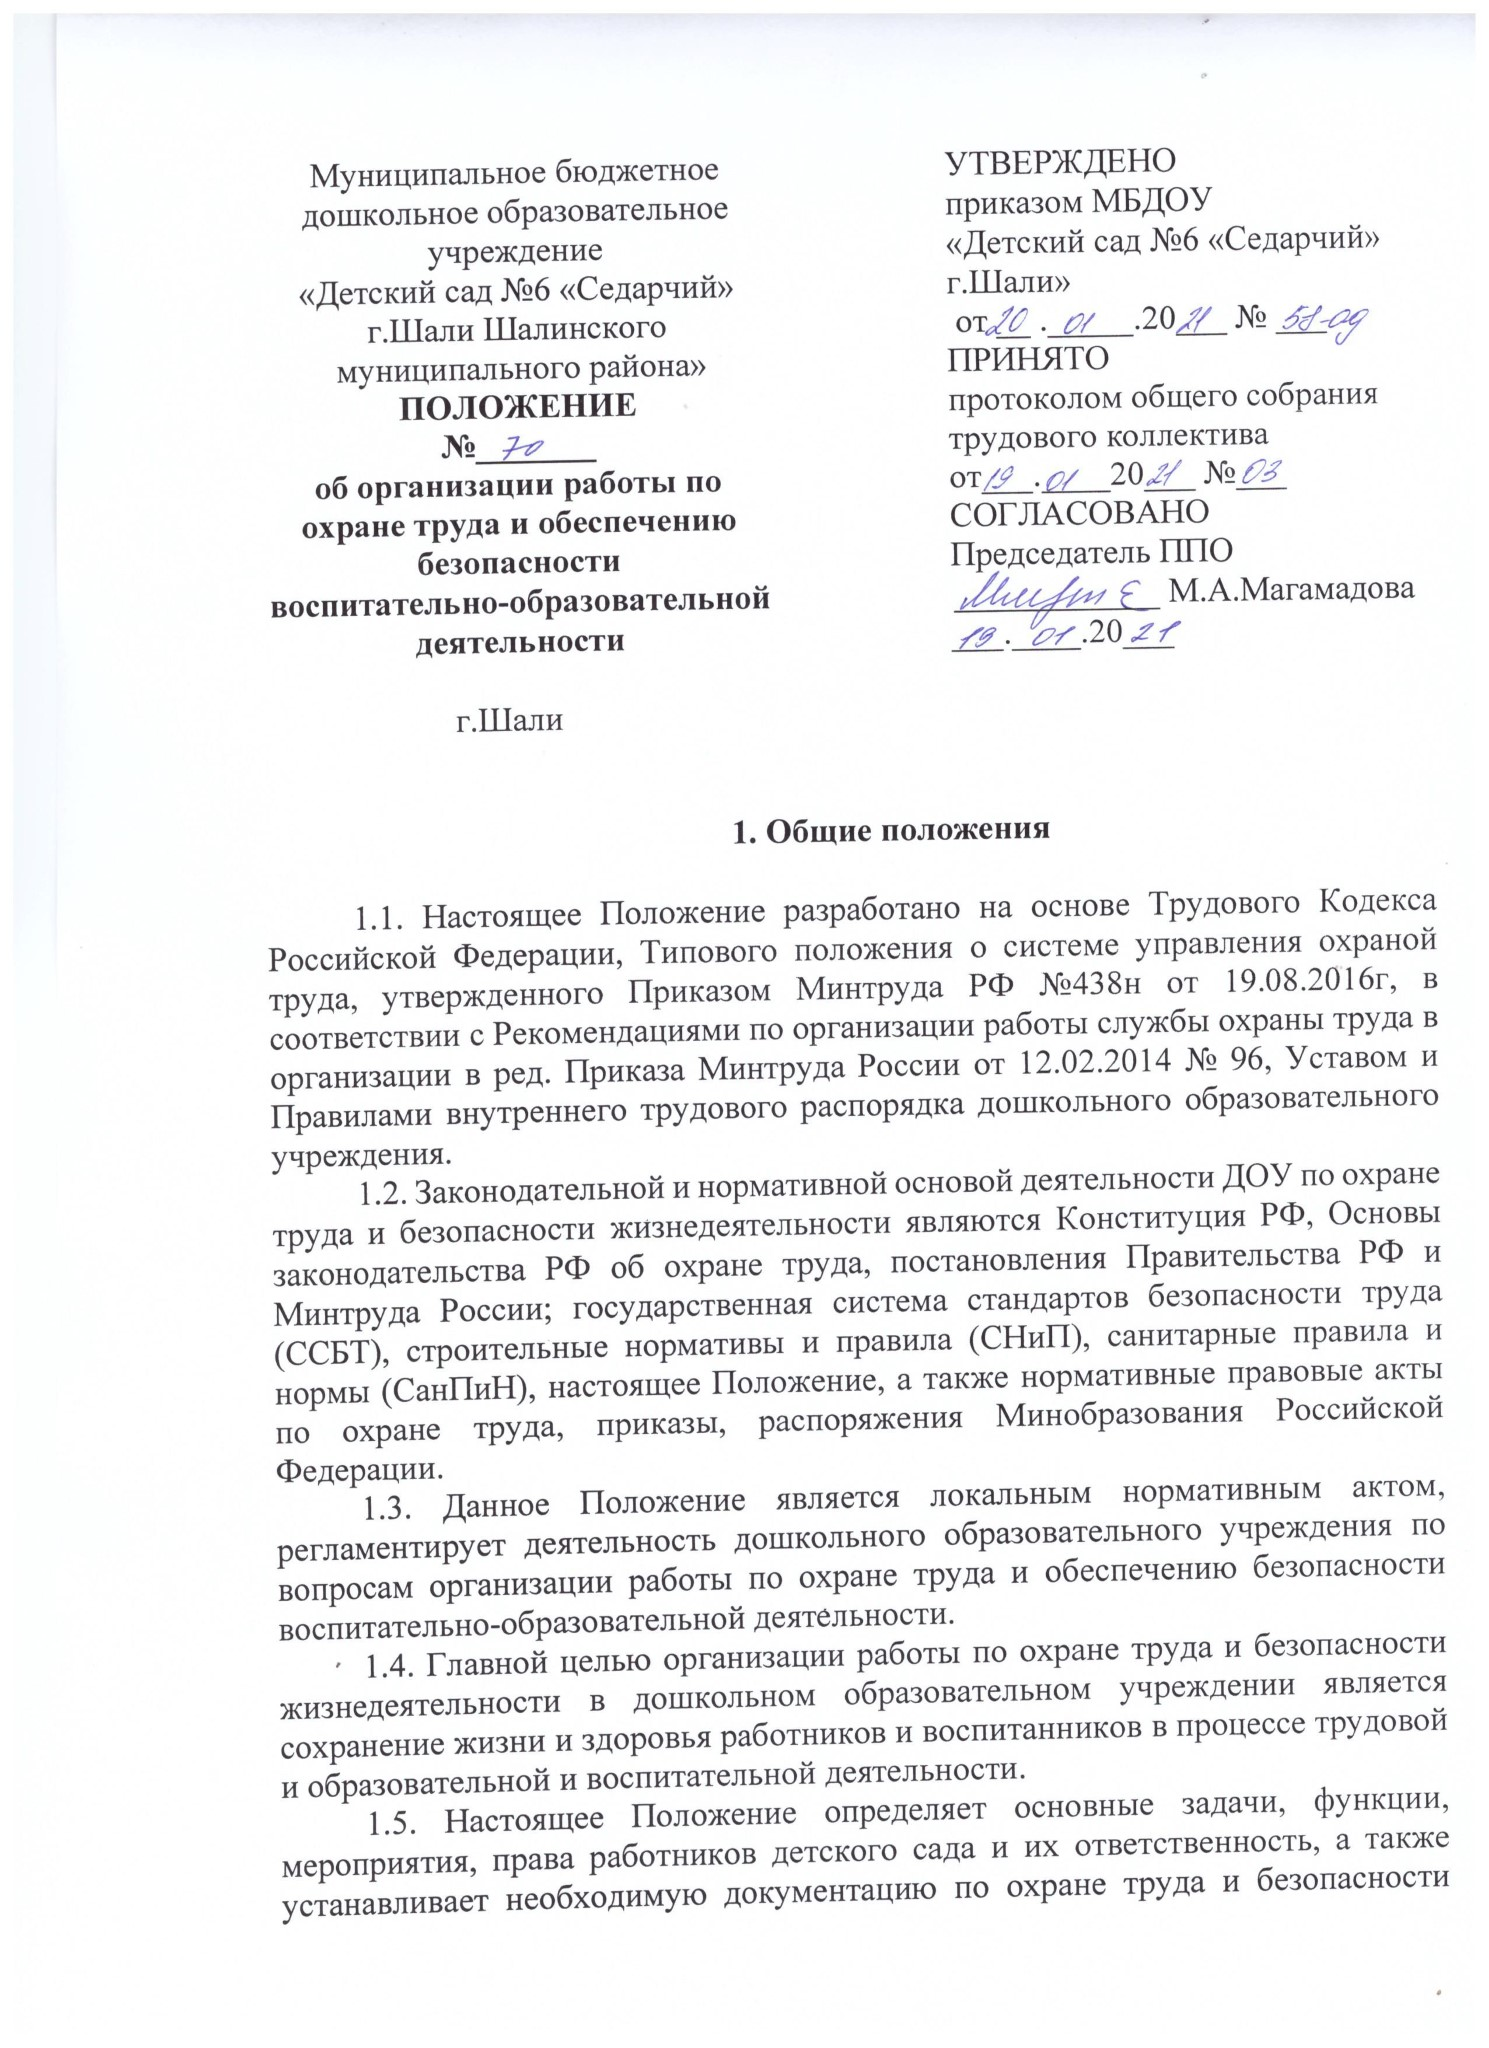 Муниципальное бюджетное
дошкольное образовательное
учреждение
«Детский сад №6 «Седарчий»
г.Шали Шалинского
муниципального района»
ПОЛОЖЕНИЕ
№ 70
об организации работы по
охране труда и обеспечению
безопасности
воспитательно-образовательной
деятельности
г.Шали
УТВЕРЖДЕНО
приказом МБДОУ
«Детский сад №6 «Седарчий»
г.Шали»
от 20 . 01 .20 21 № 58-од
ПРИНЯТО
протоколом общего собрания
трудового коллектива
от 19 . 01 20 21 № 03
СОГЛАСОВАНО
Председатель ППО
М.А.Магамадова
19 . 01 .20 21
1. Общие положения
1.1. Настоящее Положение разработано на основе Трудового Кодекса
Российской Федерации, Типового положения о системе управления охраной
труда, утвержденного Приказом Минтруда РФ №438н от 19.08.2016г, в
соответствии с Рекомендациями по организации работы службы охраны труда в
организации в ред. Приказа Минтруда России от 12.02.2014 № 96, Уставом и
Правилами внутреннего трудового распорядка дошкольного образовательного
учреждения.
1.2. Законодательной и нормативной основой деятельности ДОУ по охране
труда и безопасности жизнедеятельности являются Конституция РФ, Основы
законодательства РФ об охране труда, постановления Правительства РФ и
Минтруда России; государственная система стандартов безопасности труда
(ССБТ), строительные нормативы и правила (СНиП), санитарные правила и
нормы (СанПиН), настоящее Положение, а также нормативные правовые акты
по охране труда, приказы, распоряжения Минобразования Российской
Федерации.
1.3. Данное Положение является локальным нормативным актом,
регламентирует деятельность дошкольного образовательного учреждения по
вопросам организации работы по охране труда и обеспечению безопасности
воспитательно-образовательной деятельности.
1.4. Главной целью организации работы по охране труда и безопасности
жизнедеятельности в дошкольном образовательном учреждении является
сохранение жизни и здоровья работников и воспитанников в процессе трудовой
и образовательной и воспитательной деятельности.
1.5. Настоящее Положение определяет основные задачи, функции,
мероприятия, права работников детского сада и их ответственность, а также
устанавливает необходимую документацию по охране труда и безопасности